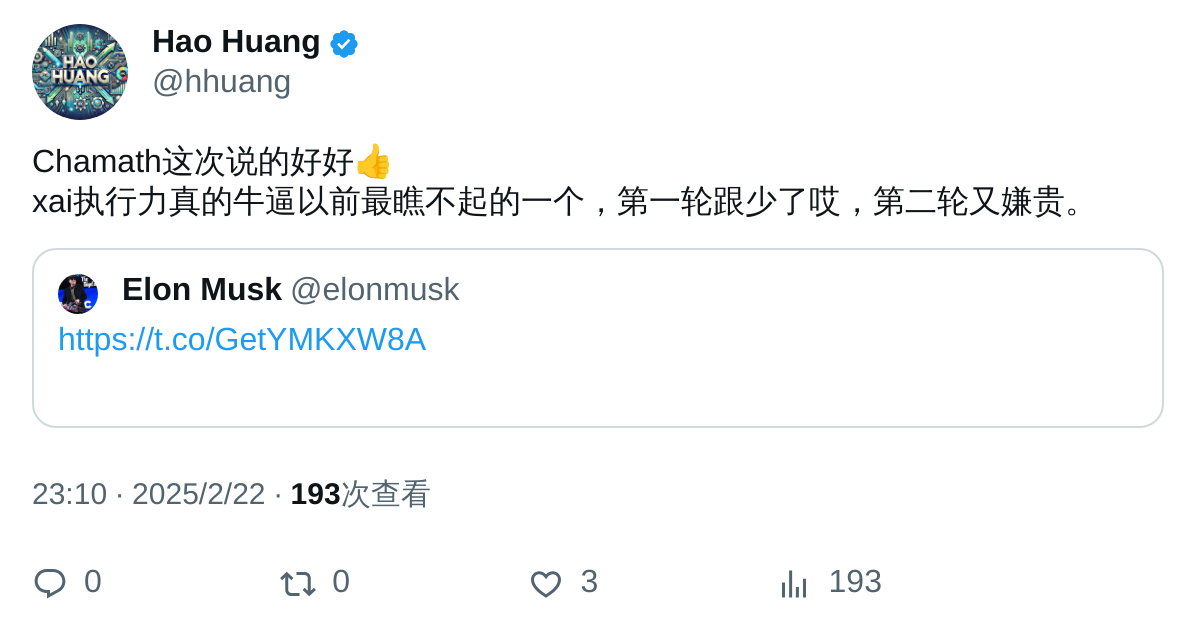 HAO
HUANG
Hao Huang
@hhuang
Chamath这次说的好好👍
xai执行力真的牛逼以前最瞧不起的一个，第一轮跟少了哎，第二轮又嫌贵。
Elon Musk @elonmusk
https://t.co/GetYMKXW8A
23:10 · 2025/2/22 · 193次查看
0 0 3 193